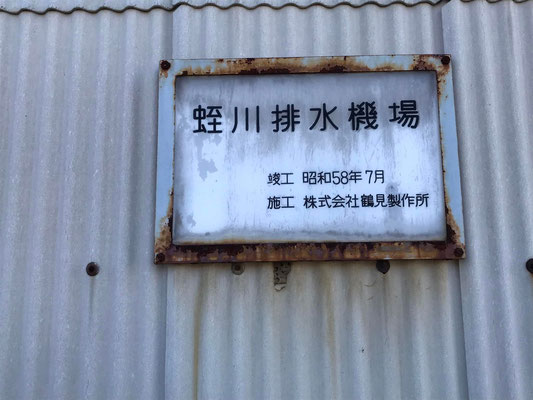 蛭川排水機場
竣工 昭和58年7月
施工 株式会社鶴見製作所